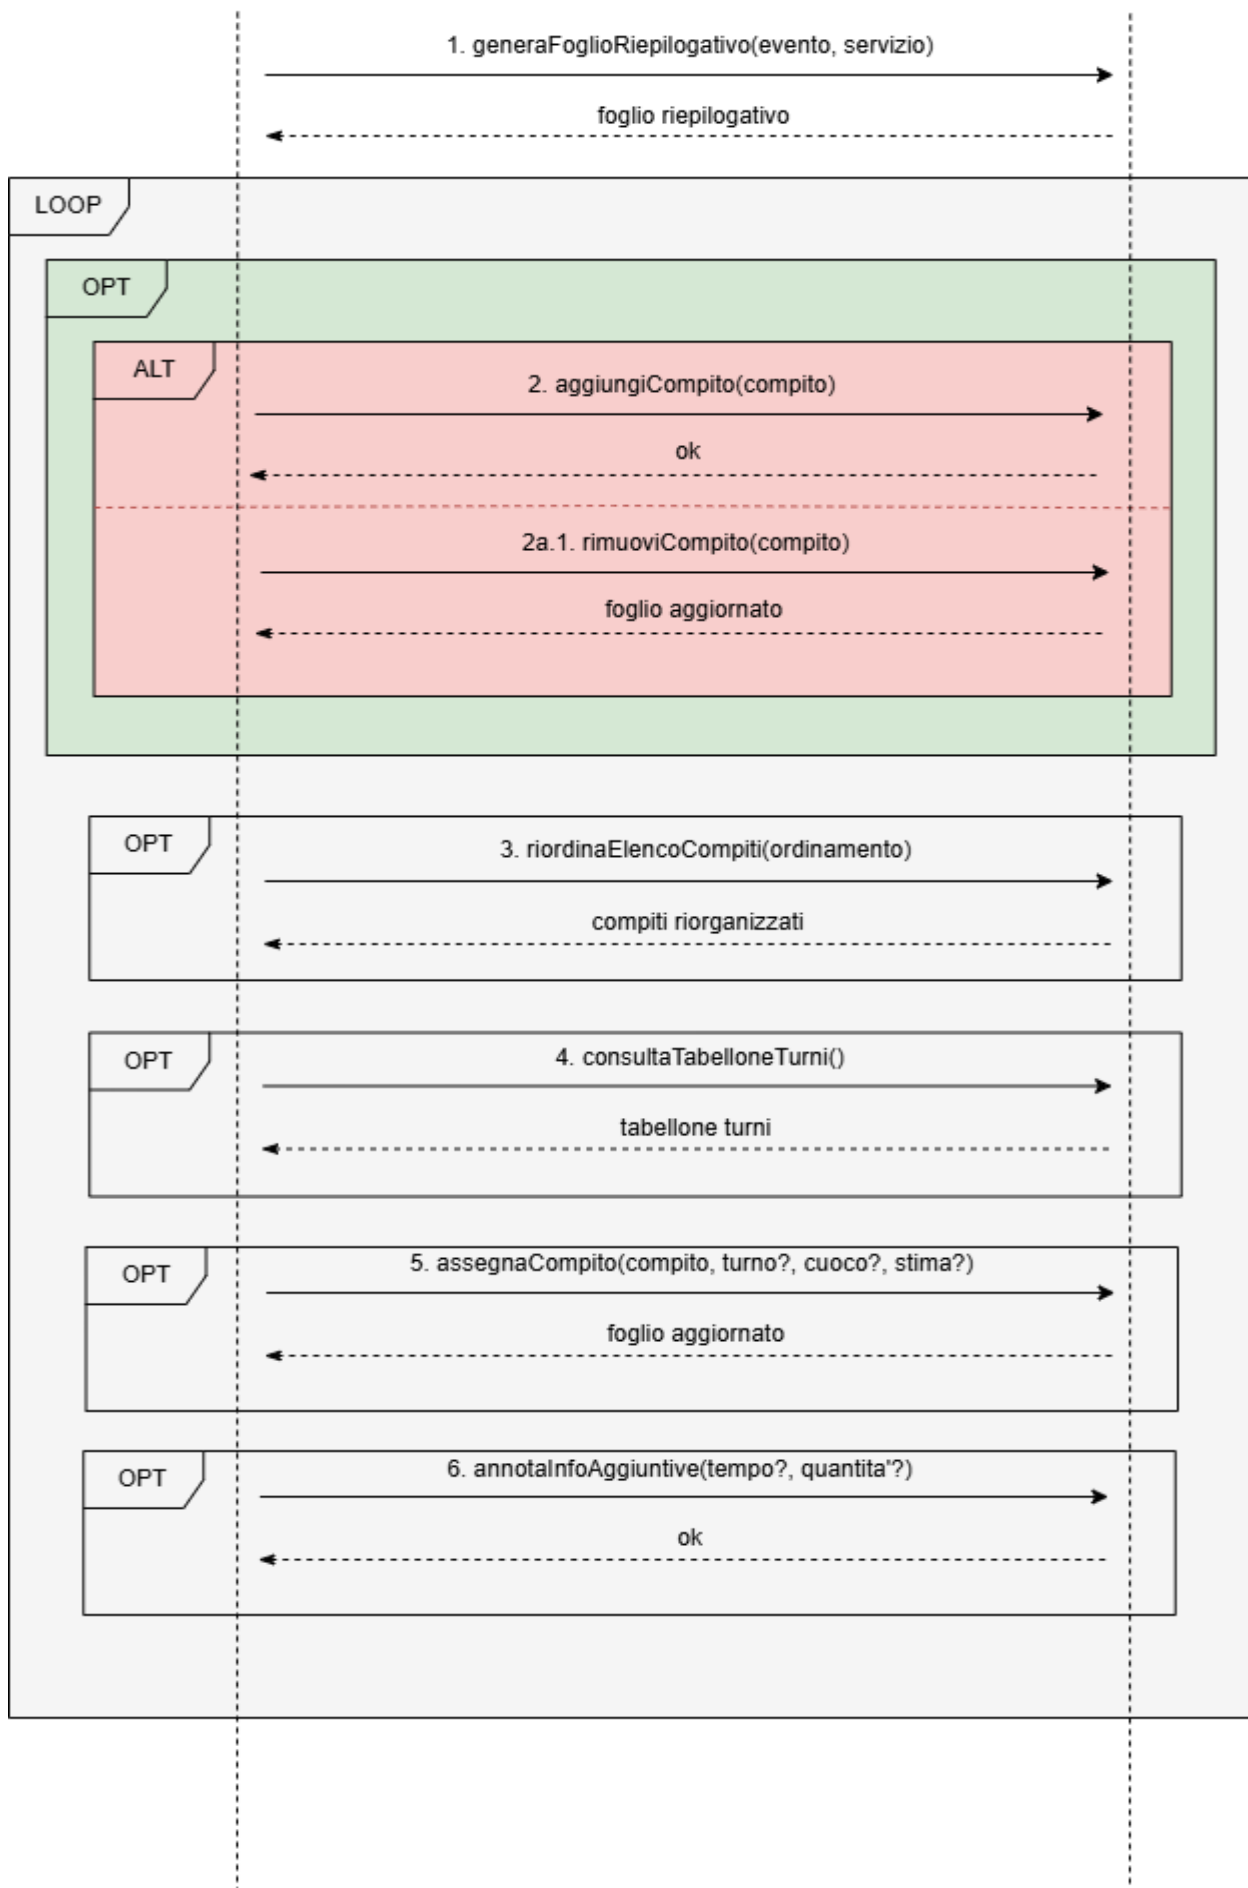 1. generaFoglioRiepilogativo(evento, servizio)
foglio riepilogativo
LOOP
OPT
ALT
2. aggiungiCompito(compito)
ok
2a.1. rimuoviCompito(compito)
foglio aggiornato
OPT
3. riordinaElencoCompiti(ordinamento)
compiti riorganizzati
OPT
4. consultaTabelloneTurni()
tabellone turni
OPT
5. assegnaCompito(compito, turno?, cuoco?, stima?)
foglio aggiornato
OPT
6. annotaInfoAggiuntive(tempo?, quantita'?)
ok